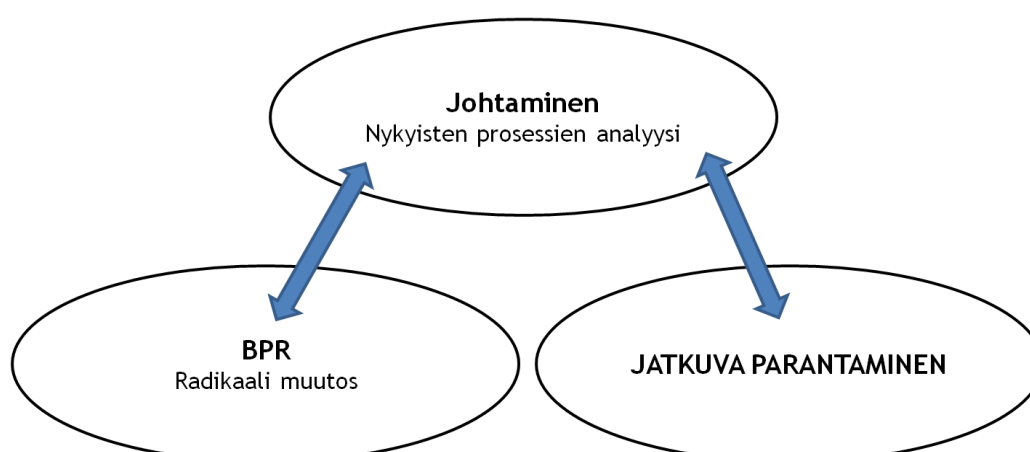 Johtaminen
Nykyisten prosessien analyysi
BPR
Radikaali muutos
JATKUVA PARANTAMINEN